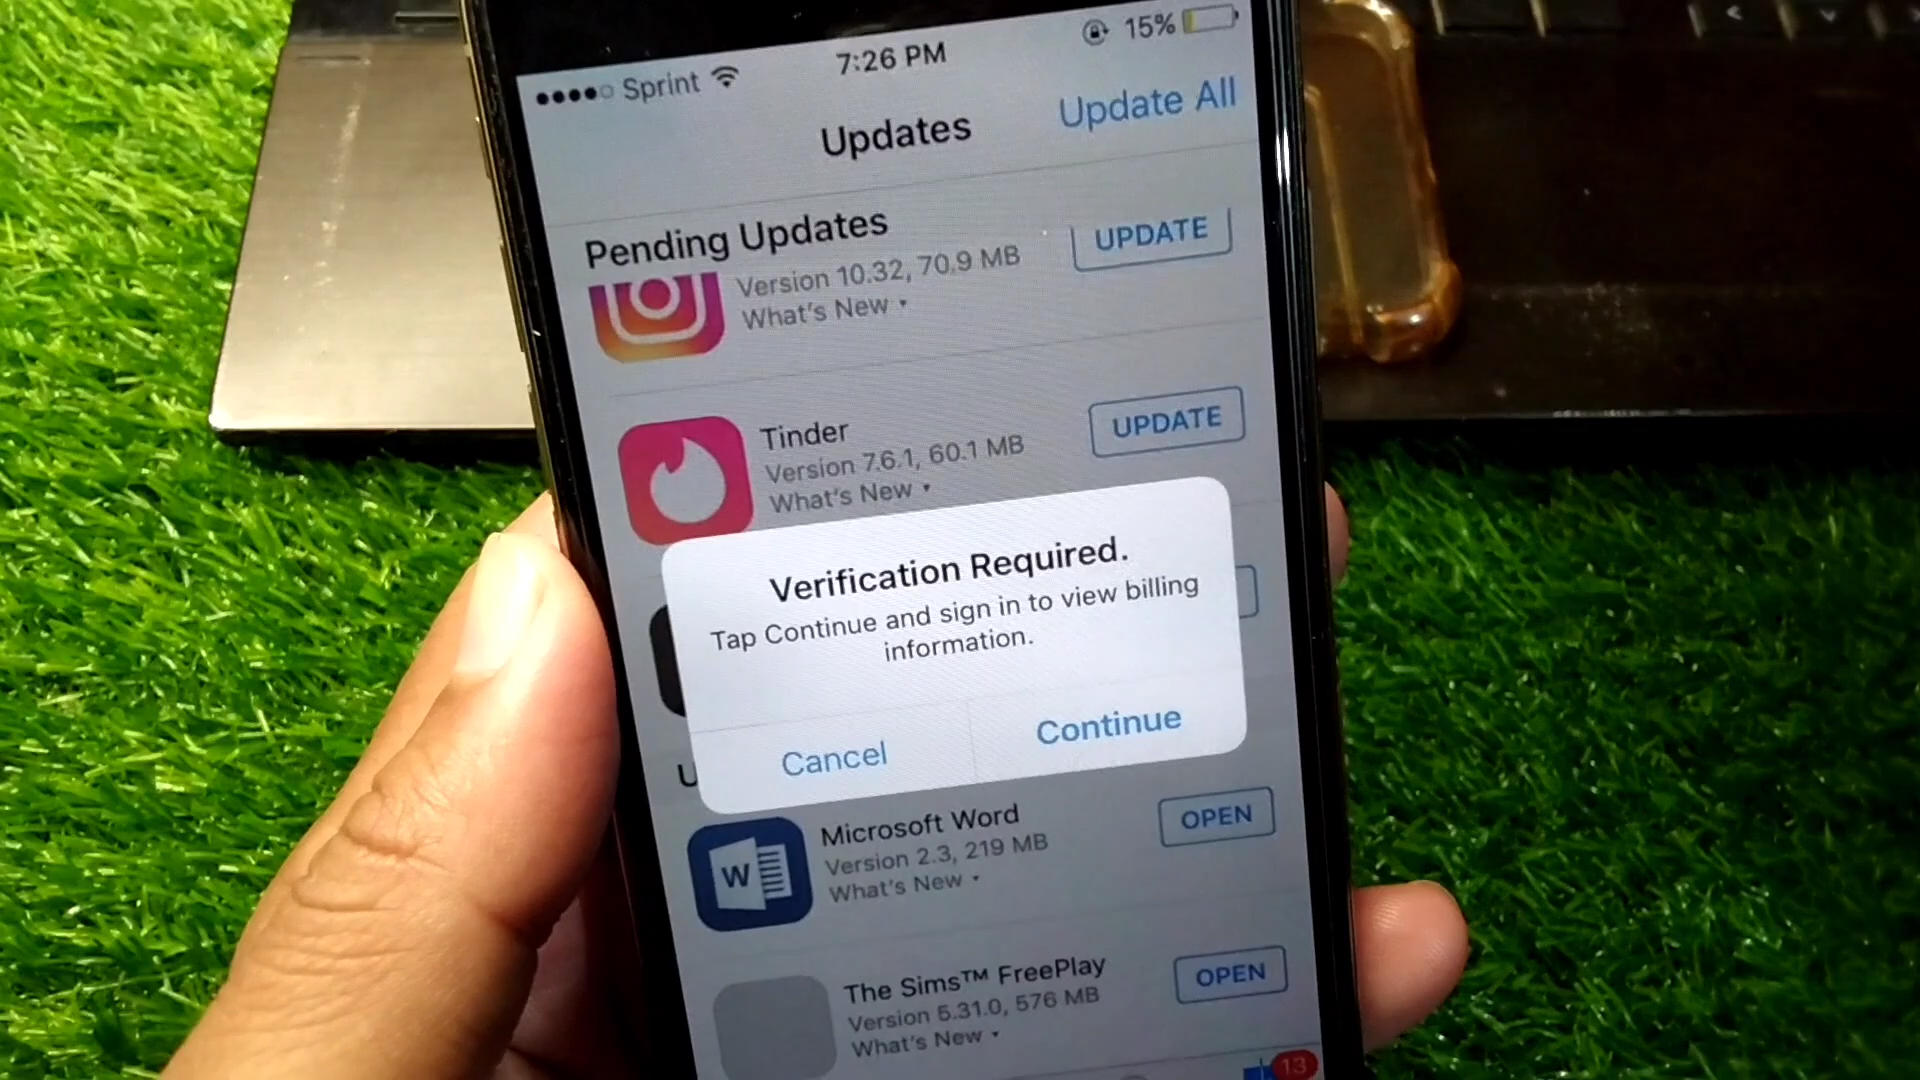 Sprint 7:26 PM 15%
Updates Update All
Pending Updates
Version 10.32, 70.9 MB UPDATE
What's New
Tinder
Version 7.6.1, 60.1 MB UPDATE
What's New
Verification Required.
Tap Continue and sign in to view billing
information.
Cancel Continue
U
Microsoft Word
Version 2.3, 219 MB OPEN
What's New
W
The Sims™ FreePlay
Version 5.31.0, 576 MB OPEN
What's New
13